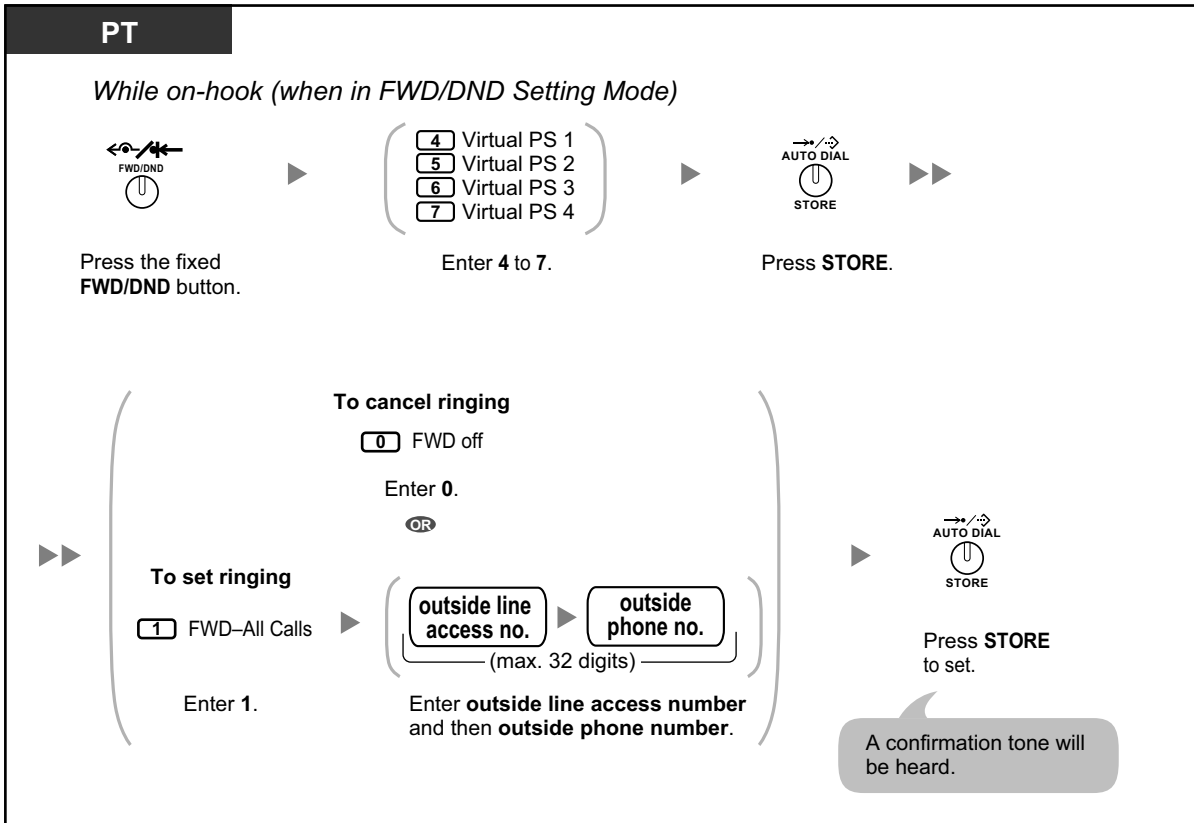 PT
While on-hook (when in FWD/DND Setting Mode)
FWD/DND
Press the fixed
FWD/DND button.
4 Virtual PS 1
5 Virtual PS 2
6 Virtual PS 3
7 Virtual PS 4
Enter 4 to 7.
AUTO DIAL
STORE
Press STORE.
To cancel ringing
0 FWD off
Enter 0.
OR
To set ringing
1 FWD–All Calls
Enter 1.
outside line
access no.
outside
phone no.
(max. 32 digits)
Enter outside line access number
and then outside phone number.
AUTO DIAL
STORE
Press STORE
to set.
A confirmation tone will
be heard.